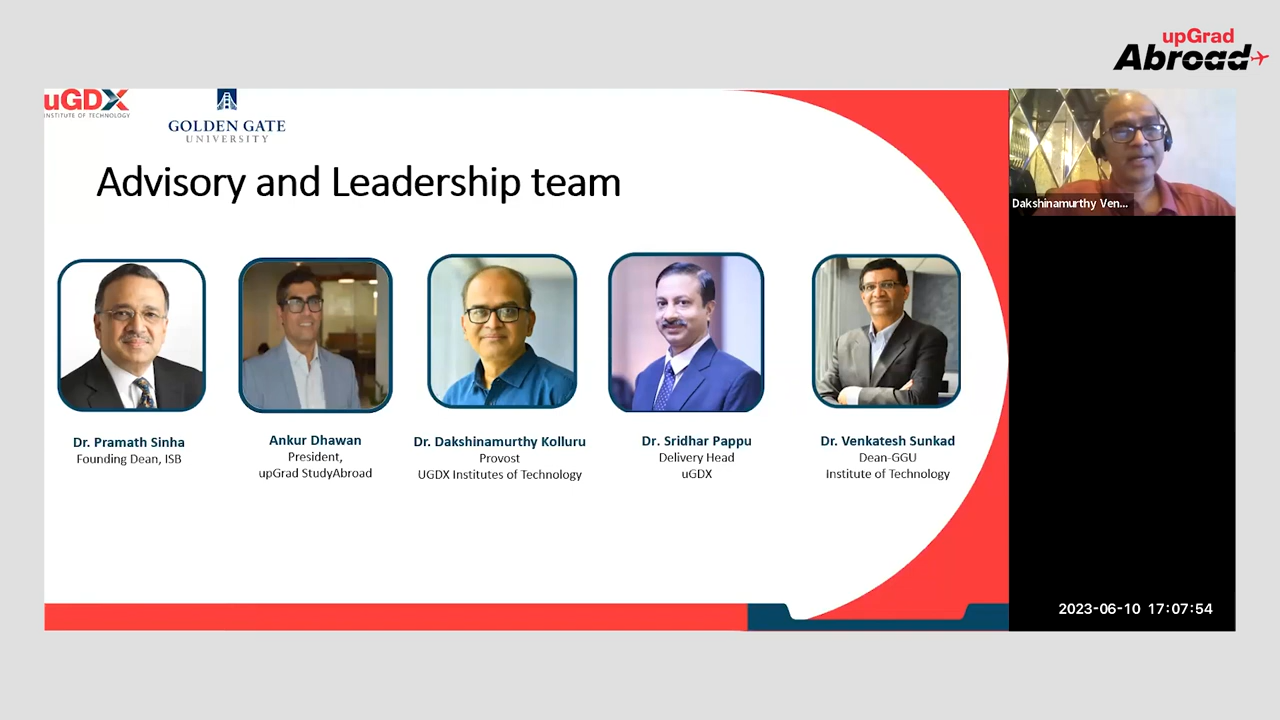 upGrad
Abroad
uGDX
INSTITUTE OF TECHNOLOGY
GOLDEN GATE
UNIVERSITY
Advisory and Leadership team
Dakshinamurthy Ven...
Dr. Pramath Sinha
Founding Dean, ISB
Ankur Dhawan
President,
upGrad StudyAbroad
Dr. Dakshinamurthy Kolluru
Provost
UGDX Institutes of Technology
Dr. Sridhar Pappu
Delivery Head
uGDX
Dr. Venkatesh Sunkad
Dean-GGU
Institute of Technology
2023-06-10 17:07:54